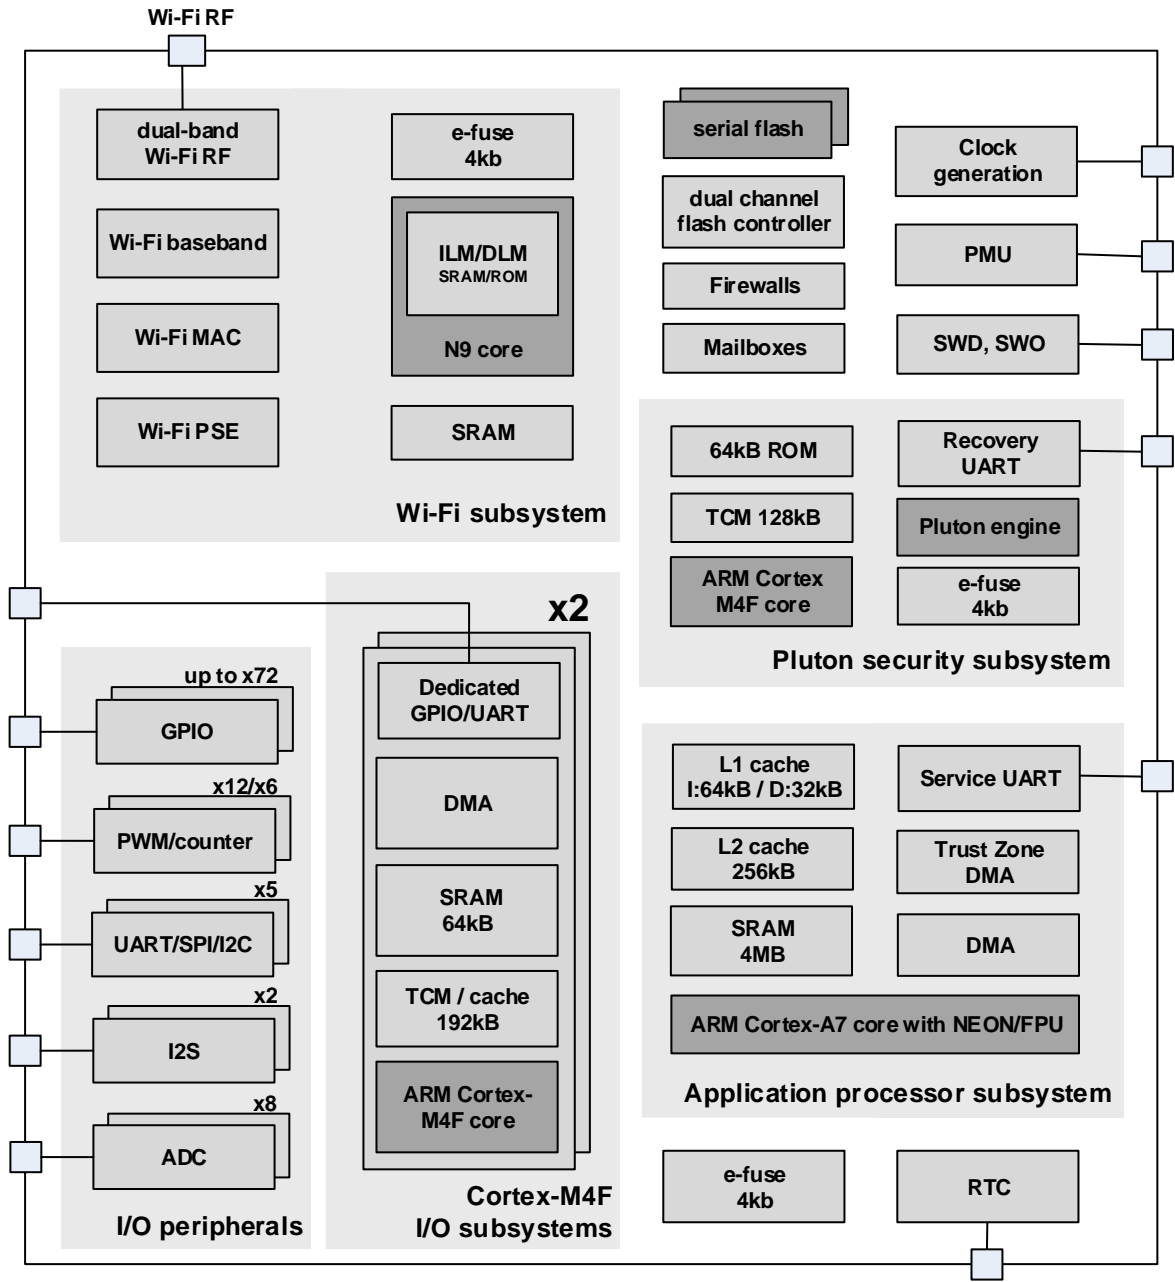 Wi-Fi RF
dual-band
Wi-Fi RF
Wi-Fi baseband
Wi-Fi MAC
Wi-Fi PSE
e-fuse
4kb
ILM/DLM
SRAM/ROM
N9 core
SRAM
Wi-Fi subsystem
serial flash
dual channel
flash controller
Firewalls
Mailboxes
Clock
generation
PMU
SWD, SWO
64kB ROM
TCM 128kB
ARM Cortex
M4F core
Recovery
UART
Pluton engine
e-fuse
4kb
Pluton security subsystem
up to x72
GPIO
x12/x6
PWM/counter
x5
UART/SPI/I2C
x2
I2S
x8
ADC
I/O peripherals
x2
Dedicated
GPIO/UART
DMA
SRAM
64kB
TCM / cache
192kB
ARM Cortex-
M4F core
Cortex-M4F
I/O subsystems
L1 cache
I:64kB / D:32kB
L2 cache
256kB
SRAM
4MB
Service UART
Trust Zone
DMA
DMA
ARM Cortex-A7 core with NEON/FPU
Application processor subsystem
e-fuse
4kb
RTC